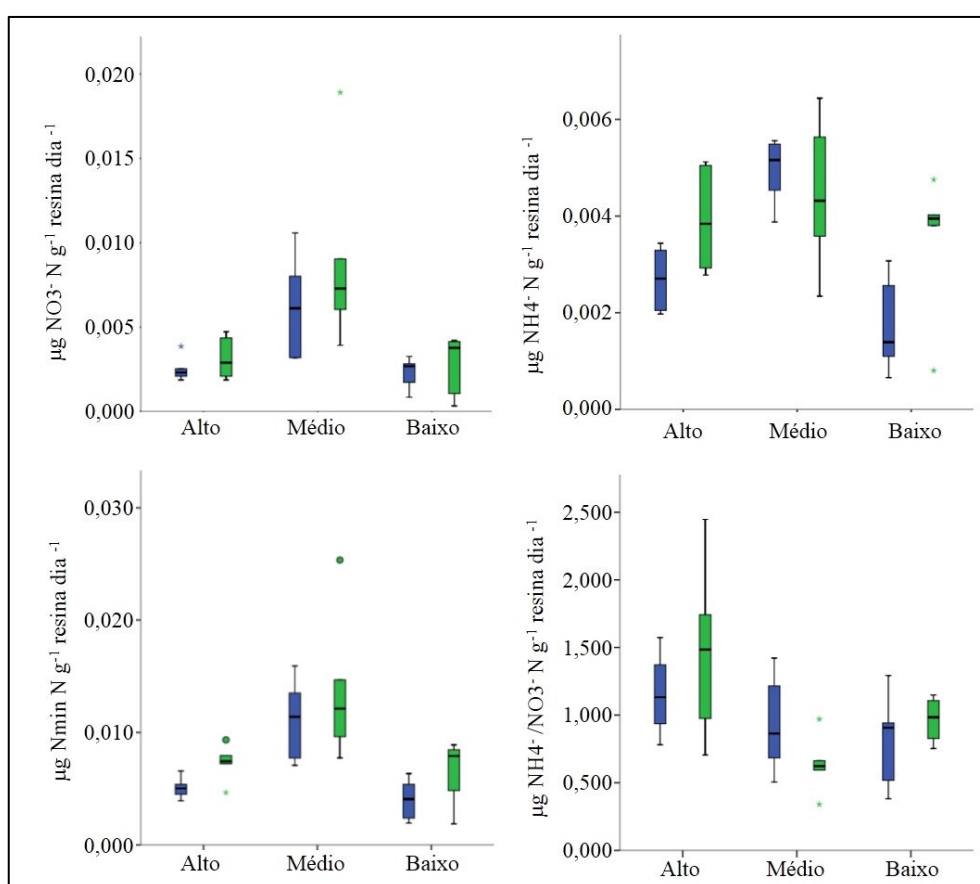 µg NO3⁻ N g⁻¹ resina dia ⁻¹
0,020
0,015
0,010
0,005
0,000
Alto Médio Baixo
µg NH4⁻ N g⁻¹ resina dia ⁻¹
0,006
0,004
0,002
0,000
Alto Médio Baixo
µg Nmin N g⁻¹ resina dia ⁻¹
0,030
0,020
0,010
0,000
Alto Médio Baixo
µg NH4⁻ /NO3⁻ N g⁻¹ resina dia ⁻¹
2,500
2,000
1,500
1,000
0,500
0,000
Alto Médio Baixo